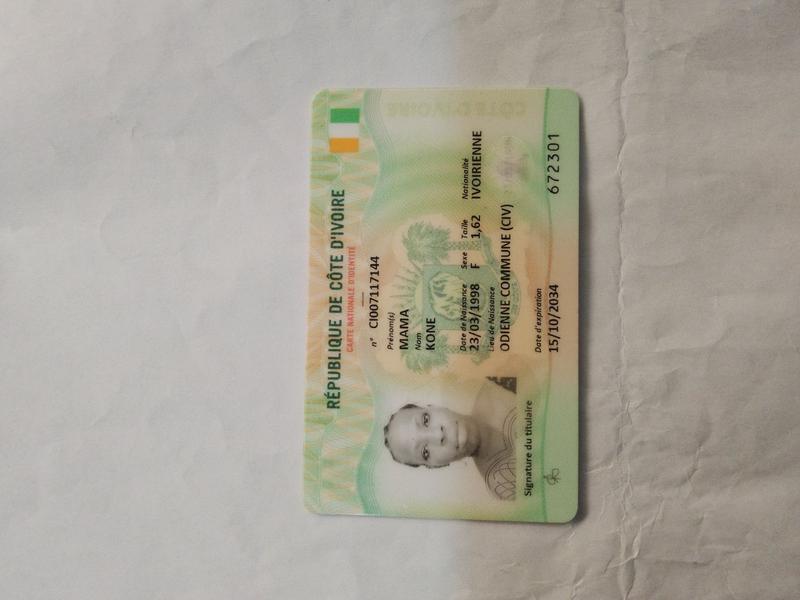 RÉPUBLIQUE DE CÔTE D'IVOIRE
CARTE NATIONALE D'IDENTITÉ
n° CI007117144
Prénom(s)
MAMA
Nom
KONE
Date de Naissance Sexe Taille Nationalité
23/03/1998 F 1,62 IVOIRIENNE
Lieu de Naissance
ODIENNE COMMUNE (CIV)
Date d'expiration
15/10/2034
Signature du titulaire
672301
CÔTE D'IVOIRE